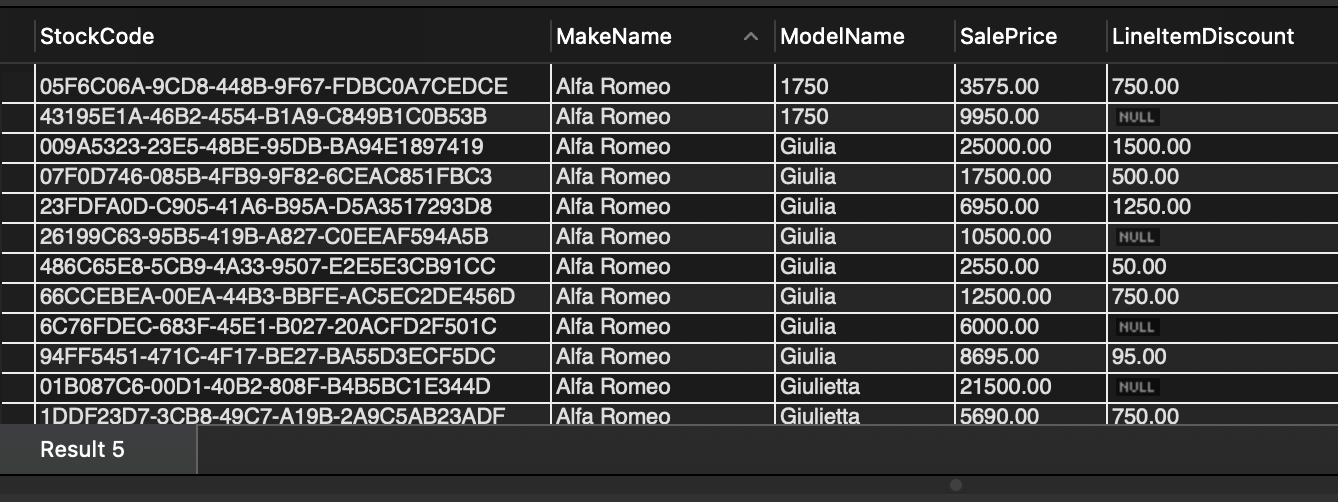 StockCode MakeName ModelName SalePrice LineItemDiscount
05F6C06A-9CD8-448B-9F67-FDBC0A7CEDCE Alfa Romeo 1750 3575.00 750.00
43195E1A-46B2-4554-B1A9-C849B1C0B53B Alfa Romeo 1750 9950.00 NULL
009A5323-23E5-48BE-95DB-BA94E1897419 Alfa Romeo Giulia 25000.00 1500.00
07F0D746-085B-4FB9-9F82-6CEAC851FBC3 Alfa Romeo Giulia 17500.00 500.00
23FDFA0D-C905-41A6-B95A-D5A3517293D8 Alfa Romeo Giulia 6950.00 1250.00
26199C63-95B5-419B-A827-C0EEAF594A5B Alfa Romeo Giulia 10500.00 NULL
486C65E8-5CB9-4A33-9507-E2E5E3CB91CC Alfa Romeo Giulia 2550.00 50.00
66CCEBEA-00EA-44B3-BBFE-AC5EC2DE456D Alfa Romeo Giulia 12500.00 750.00
6C76FDEC-683F-45E1-B027-20ACFD2F501C Alfa Romeo Giulia 6000.00 NULL
94FF5451-471C-4F17-BE27-BA55D3ECF5DC Alfa Romeo Giulia 8695.00 95.00
01B087C6-00D1-40B2-808F-B4B5BC1E344D Alfa Romeo Giulietta 21500.00 NULL
1DDF23D7-3CB8-49C7-A19B-2A9C5AB23ADF Alfa Romeo Giulietta 5690.00 750.00
Result 5